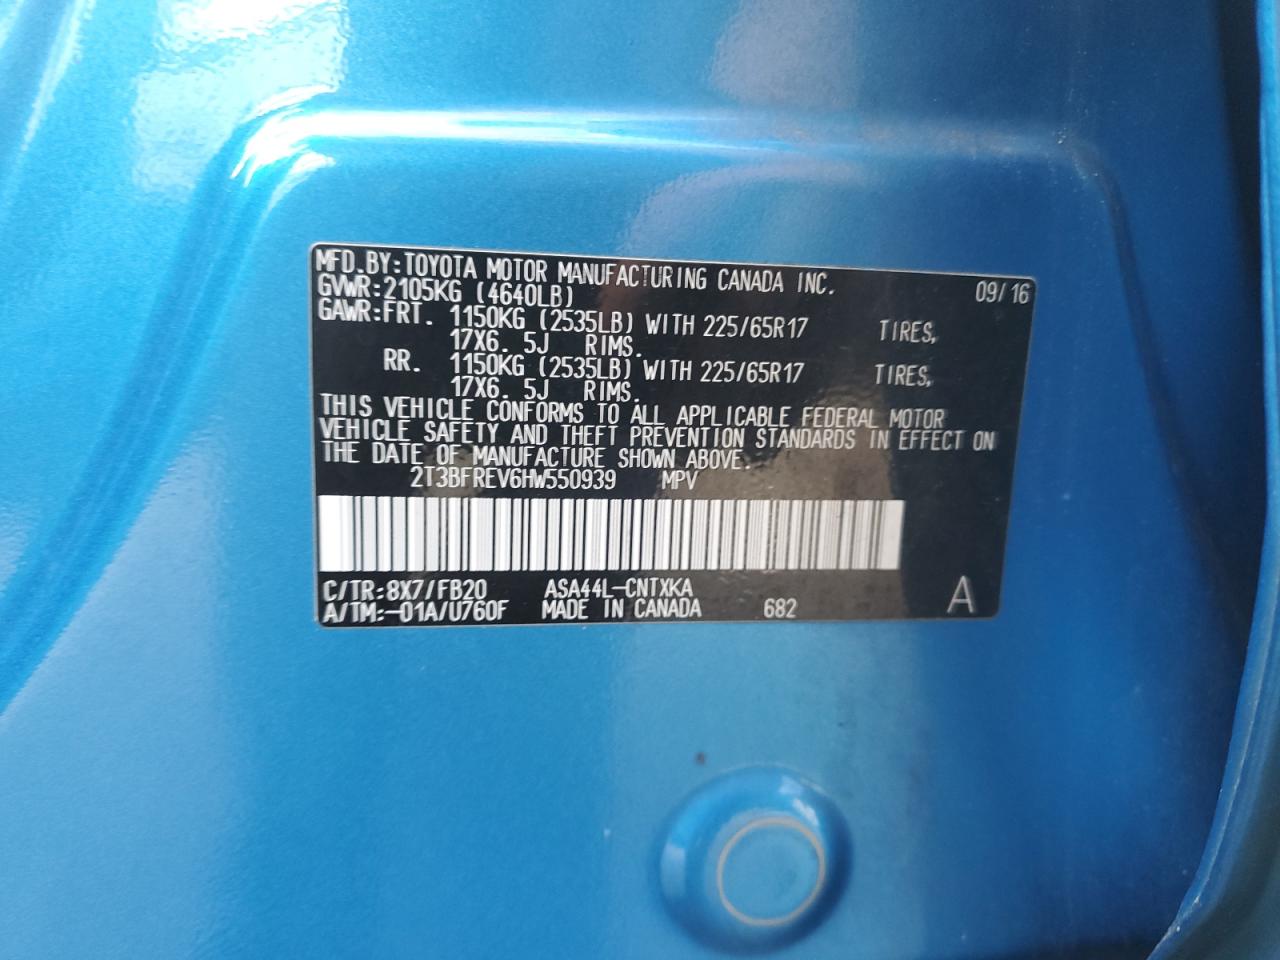 MFD.BY:TOYOTA MOTOR MANUFACTURING CANADA INC. 09/16
GVWR:2105KG (4640LB)
GAWR:FRT. 1150KG (2535LB) WITH 225/65R17 TIRES,
17X6. 5J RIMS.
RR. 1150KG (2535LB) WITH 225/65R17 TIRES,
17X6. 5J RIMS.
THIS VEHICLE CONFORMS TO ALL APPLICABLE FEDERAL MOTOR
VEHICLE SAFETY AND THEFT PREVENTION STANDARDS IN EFFECT ON
THE DATE OF MANUFACTURE SHOWN ABOVE.
2T3BFREV6HW550939 MPV
C/TR:8X7/FB20 ASA44L-CNTXKA
A/TM:-01A/U760F MADE IN CANADA 682 A